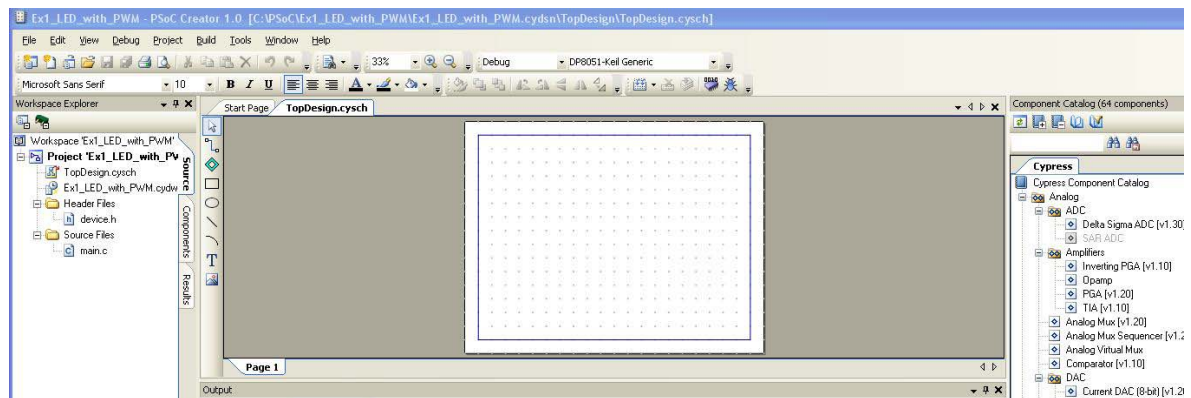 Ex1_LED_with_PWM - PSoC Creator 1.0 [C:\PSoC\Ex1_LED_with_PWM\Ex1_LED_with_PWM.cydsn\TopDesign\TopDesign.cysch]
File Edit View Debug Project Build Tools Window Help
33% Debug DP8051-Keil Generic
Microsoft Sans Serif 10 B I U A
Workspace Explorer
Workspace 'Ex1_LED_with_PWM'
Project 'Ex1_LED_with_PW
TopDesign.cysch
Ex1_LED_with_PWM.cydw
Header Files
device.h
Source Files
main.c
Source
Components
Results
Start Page TopDesign.cysch
T
Page 1
Output
Component Catalog (64 components)
Cypress
Cypress Component Catalog
Analog
ADC
Delta Sigma ADC [v1.30]
SAR ADC
Amplifiers
Inverting PGA [v1.10]
Opamp
PGA [v1.20]
TIA [v1.10]
Analog Mux [v1.20]
Analog Mux Sequencer [v1.2
Analog Virtual Mux
Comparator [v1.10]
DAC
Current DAC (8-bit) [v1.20